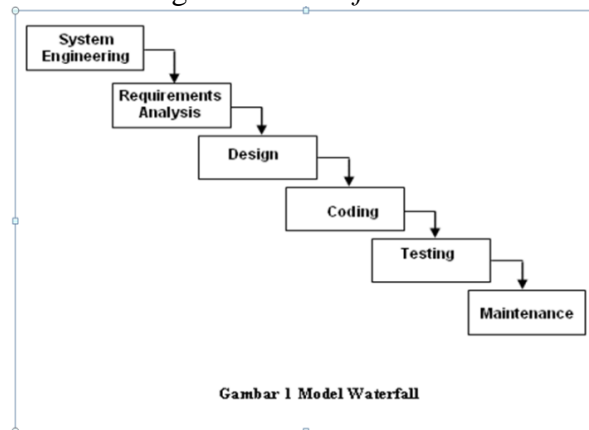 System
Engineering
Requirements
Analysis
Design
Coding
Testing
Maintenance
Gambar 1 Model Waterfall